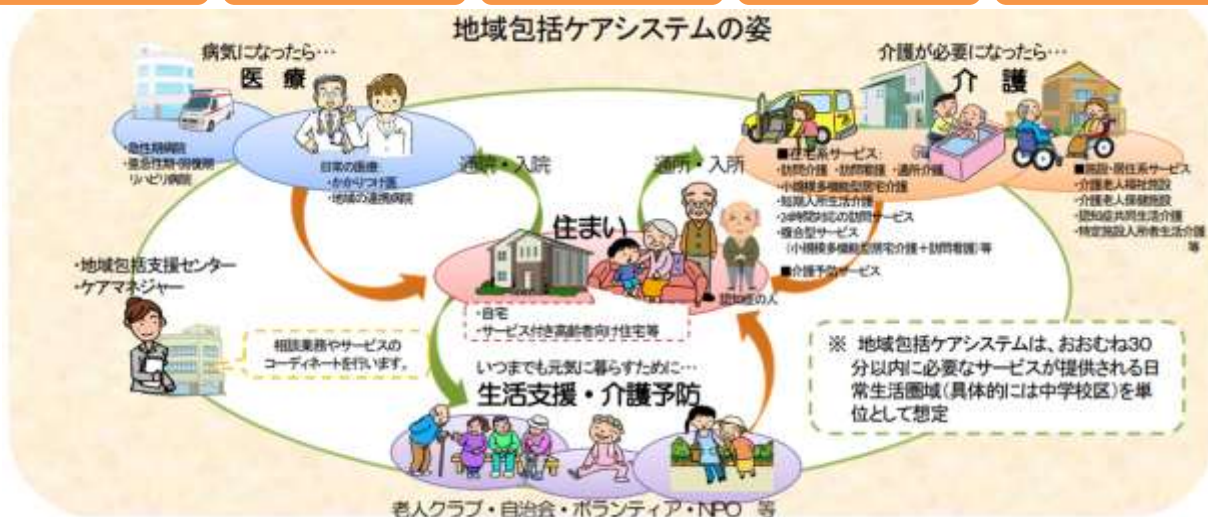 地域包括ケアシステムの姿
病気になったら…
医 療
・急性期病院
・亜急性期・回復期
リハビリ病院
日常の医療:
・かかりつけ医
・地域の連携病院
通院・入院
通所・入所
介護が必要になったら…
介 護
■在宅系サービス:
・訪問介護 ・訪問看護 ・通所介護
・小規模多機能型居宅介護
・短期入所生活介護
・24時間対応の訪問サービス
・複合型サービス
(小規模多機能型居宅介護+訪問看護)等
■介護予防サービス
■施設・居住系サービス
・介護老人福祉施設
・介護老人保健施設
・認知症共同生活介護
・特定施設入所者生活介護
等
住まい
認知症の人
・自宅
・サービス付き高齢者向け住宅等
・地域包括支援センター
・ケアマネジャー
相談業務やサービスの
コーディネートを行います。
いつまでも元気に暮らすために…
生活支援・介護予防
老人クラブ・自治会・ボランティア・NPO 等
※ 地域包括ケアシステムは、おおむね30
分以内に必要なサービスが提供される日
常生活圏域(具体的には中学校区)を単
位として想定